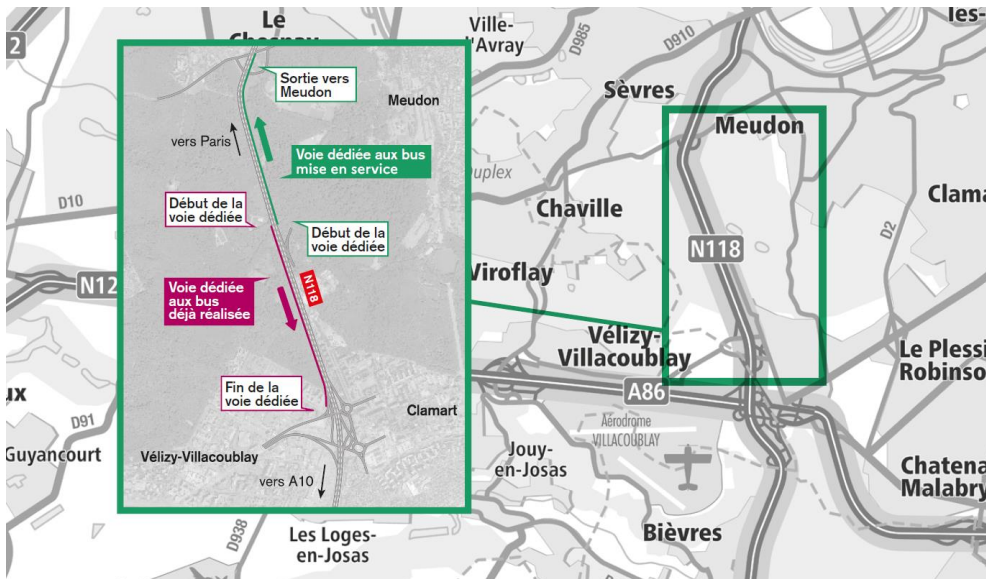 Le
Ville-
d'Avray
D985
D910
2
Sèvres
Meudon
Duplex
Chaville
Clama
D2
D10
N12
N118
Viroflay
Vélizy-
Villacoublay
A86
Le Plessi
Robinso
Aérodrome
VILLACOUBLAY
ux
D91
Guyancourt
Jouy-
en-Josas
Chatena
Malabry
Bièvres
D938
Les Loges-
en-Josas
Sortie vers
Meudon
Meudon
vers Paris
Voie dédiée aux bus
mise en service
Début de la
voie dédiée
Début de la
voie dédiée
N118
Voie dédiée
aux bus
déjà réalisée
Fin de la
voie dédiée
Clamart
Vélizy-Villacoublay
vers A10